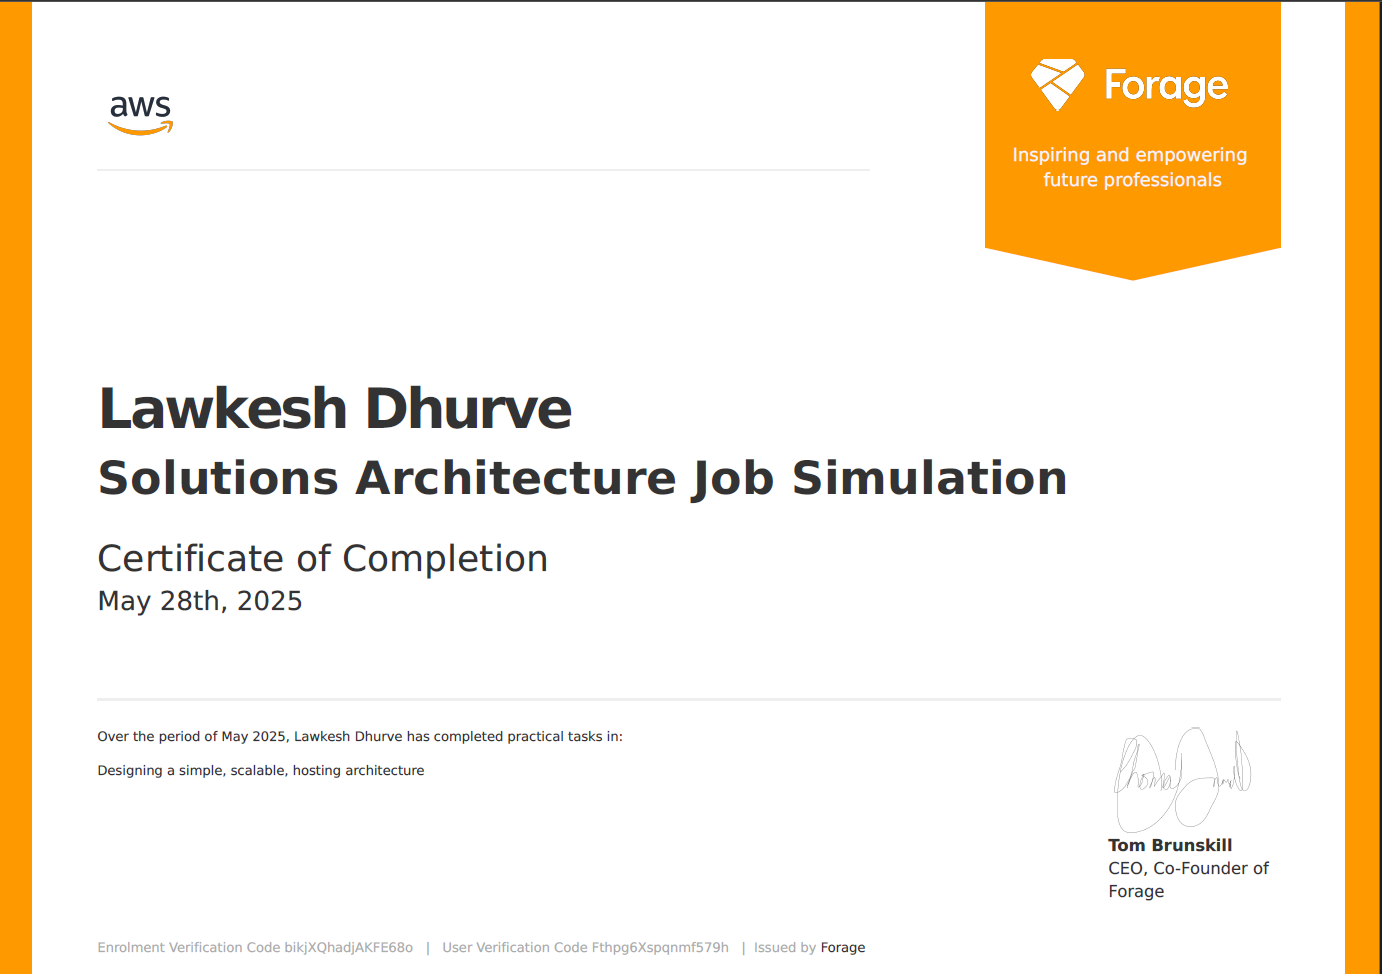 aws
Forage
Inspiring and empowering
future professionals
Lawkesh Dhurve
Solutions Architecture Job Simulation
Certificate of Completion
May 28th, 2025
Over the period of May 2025, Lawkesh Dhurve has completed practical tasks in:
Designing a simple, scalable, hosting architecture
Tom Brunskill
CEO, Co-Founder of
Forage
Enrolment Verification Code bikjXQhadjAKFE68o | User Verification Code Fthpg6Xspqnmf579h | Issued by Forage